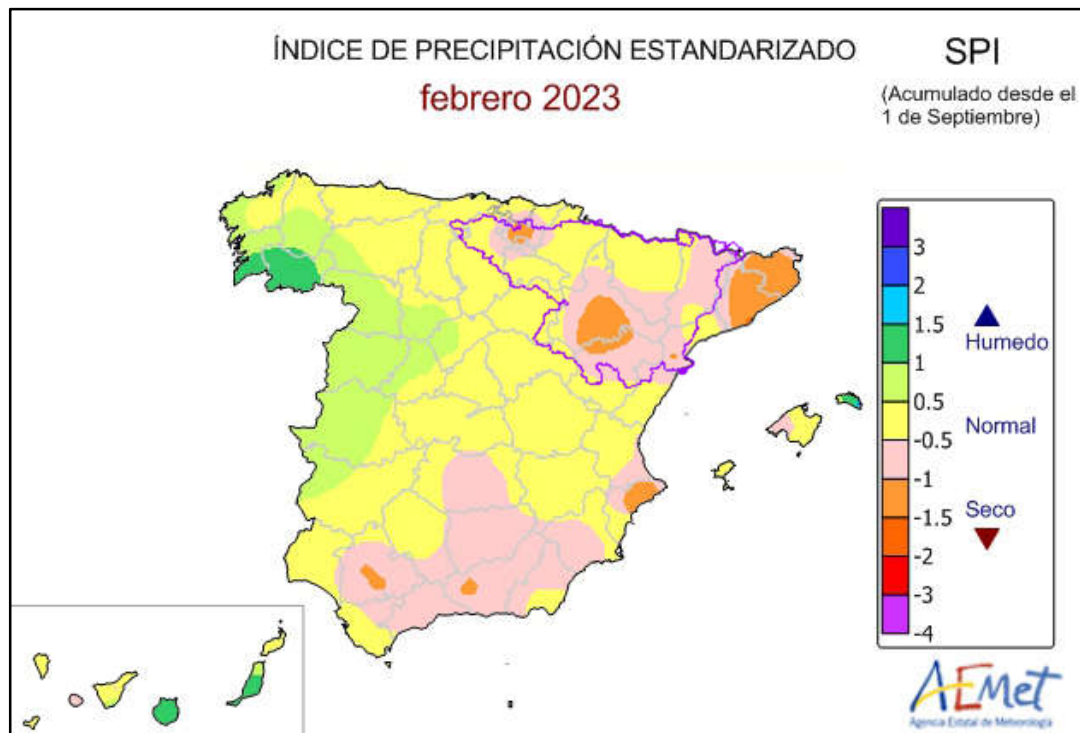 ÍNDICE DE PRECIPITACIÓN ESTANDARIZADO
febrero 2023
SPI
(Acumulado desde el
1 de Septiembre)
3
2
1.5
1
0.5
-0.5
-1
-1.5
-2
-3
-4
Humedo
Normal
Seco
AEMet
Agencia Estatal de Meteorología